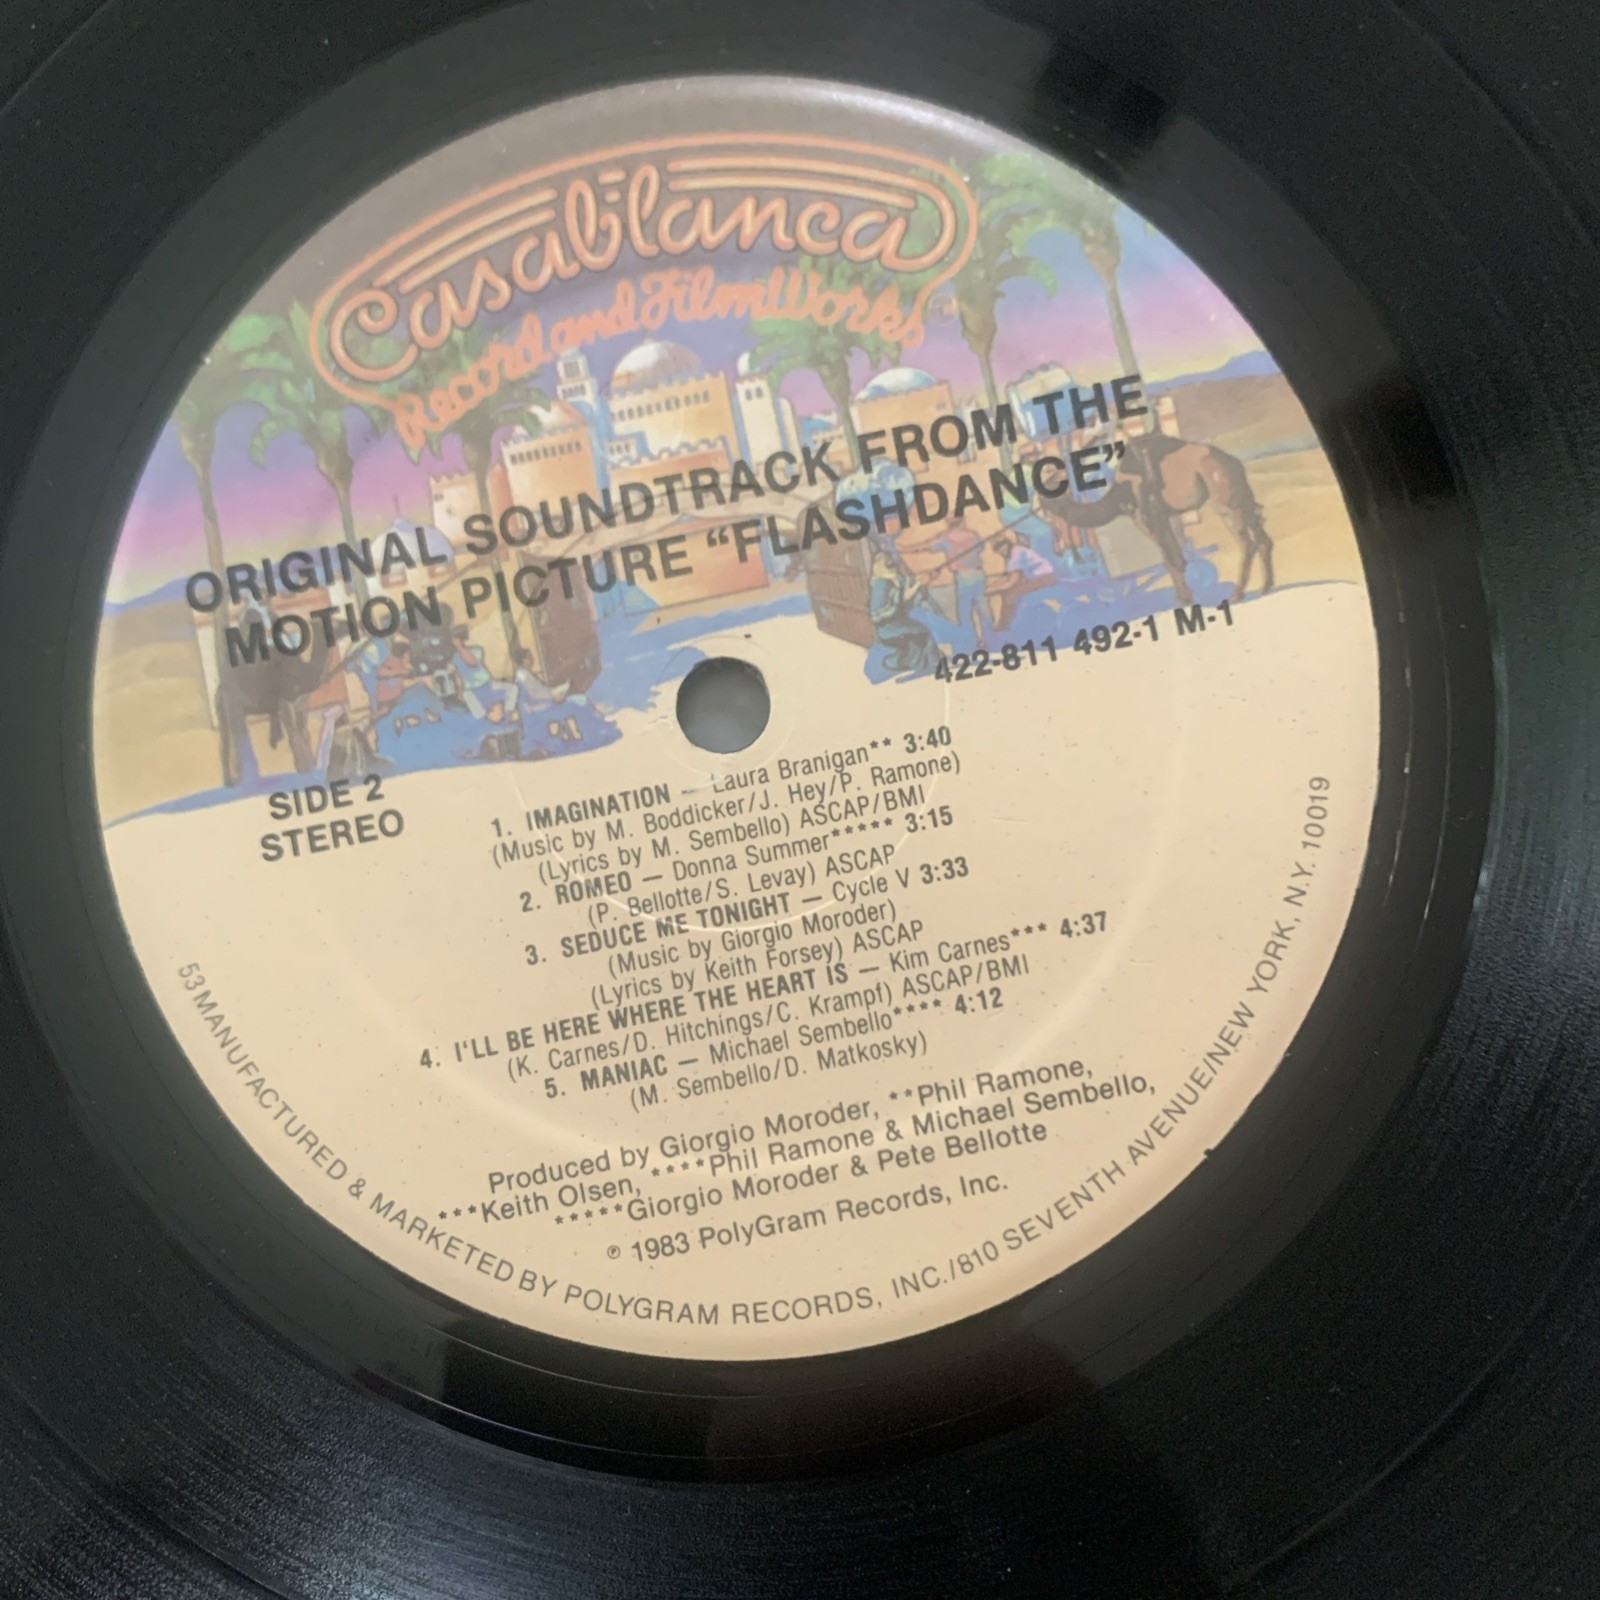 Casablanca
Record and FilmWorks
ORIGINAL SOUNDTRACK FROM THE
MOTION PICTURE “FLASHDANCE”
422-811 492-1 M-1
SIDE 2
STEREO
1. IMAGINATION — Laura Branigan** 3:40
(Music by M. Boddicker/J. Hey/P. Ramone)
(Lyrics by M. Sembello) ASCAP/BMI
2. ROMEO — Donna Summer***** 3:15
(P. Bellotte/S. Levay) ASCAP
3. SEDUCE ME TONIGHT — Cycle V 3:33
(Music by Giorgio Moroder)
(Lyrics by Keith Forsey) ASCAP
4. I'LL BE HERE WHERE THE HEART IS — Kim Carnes*** 4:37
(K. Carnes/D. Hitchings/C. Krampf) ASCAP/BMI
5. MANIAC — Michael Sembello**** 4:12
(M. Sembello/D. Matkosky)
Produced by Giorgio Moroder, **Phil Ramone,
***Keith Olsen, ****Phil Ramone & Michael Sembello,
*****Giorgio Moroder & Pete Bellotte
℗ 1983 PolyGram Records, Inc.
53 MANUFACTURED & MARKETED BY POLYGRAM RECORDS, INC./810 SEVENTH AVENUE/NEW YORK, N.Y. 10019